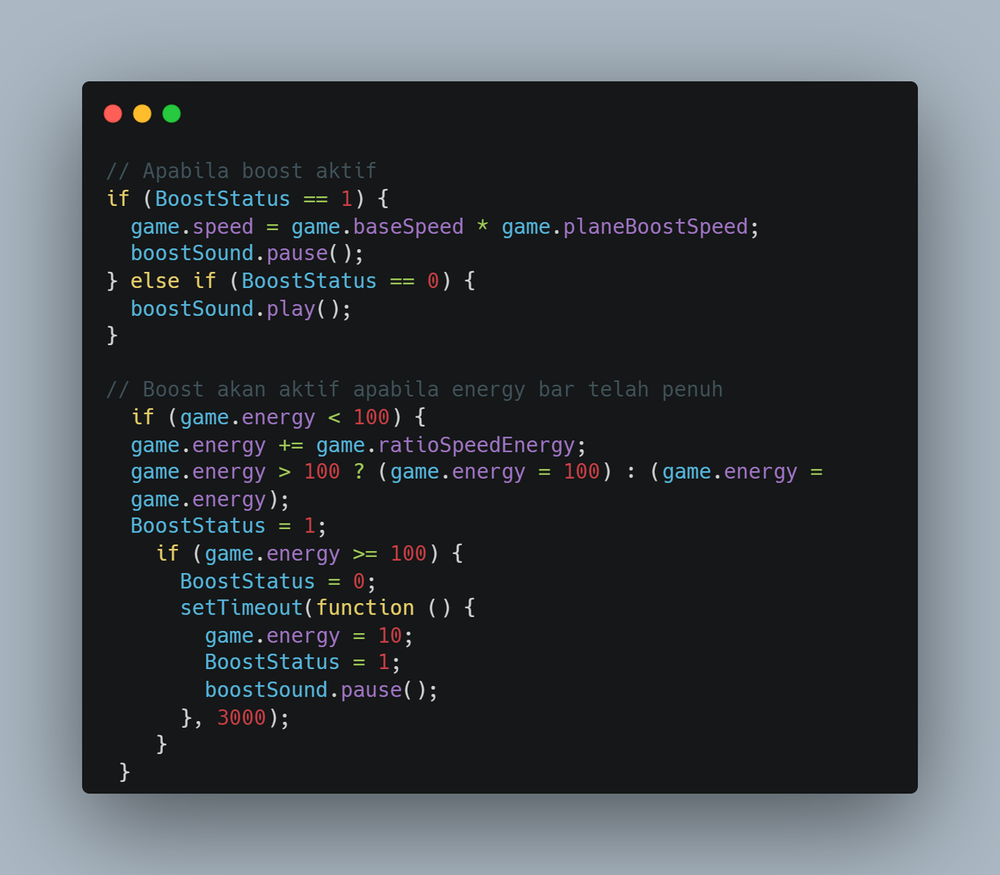 // Apabila boost aktif
if (BoostStatus == 1) {
  game.speed = game.baseSpeed * game.planeBoostSpeed;
  boostSound.pause();
} else if (BoostStatus == 0) {
  boostSound.play();
}

// Boost akan aktif apabila energy bar telah penuh
  if (game.energy < 100) {
  game.energy += game.ratioSpeedEnergy;
  game.energy > 100 ? (game.energy = 100) : (game.energy =
  game.energy);
  BoostStatus = 1;
    if (game.energy >= 100) {
      BoostStatus = 0;
      setTimeout(function () {
        game.energy = 10;
        BoostStatus = 1;
        boostSound.pause();
      }, 3000);
    }
 }